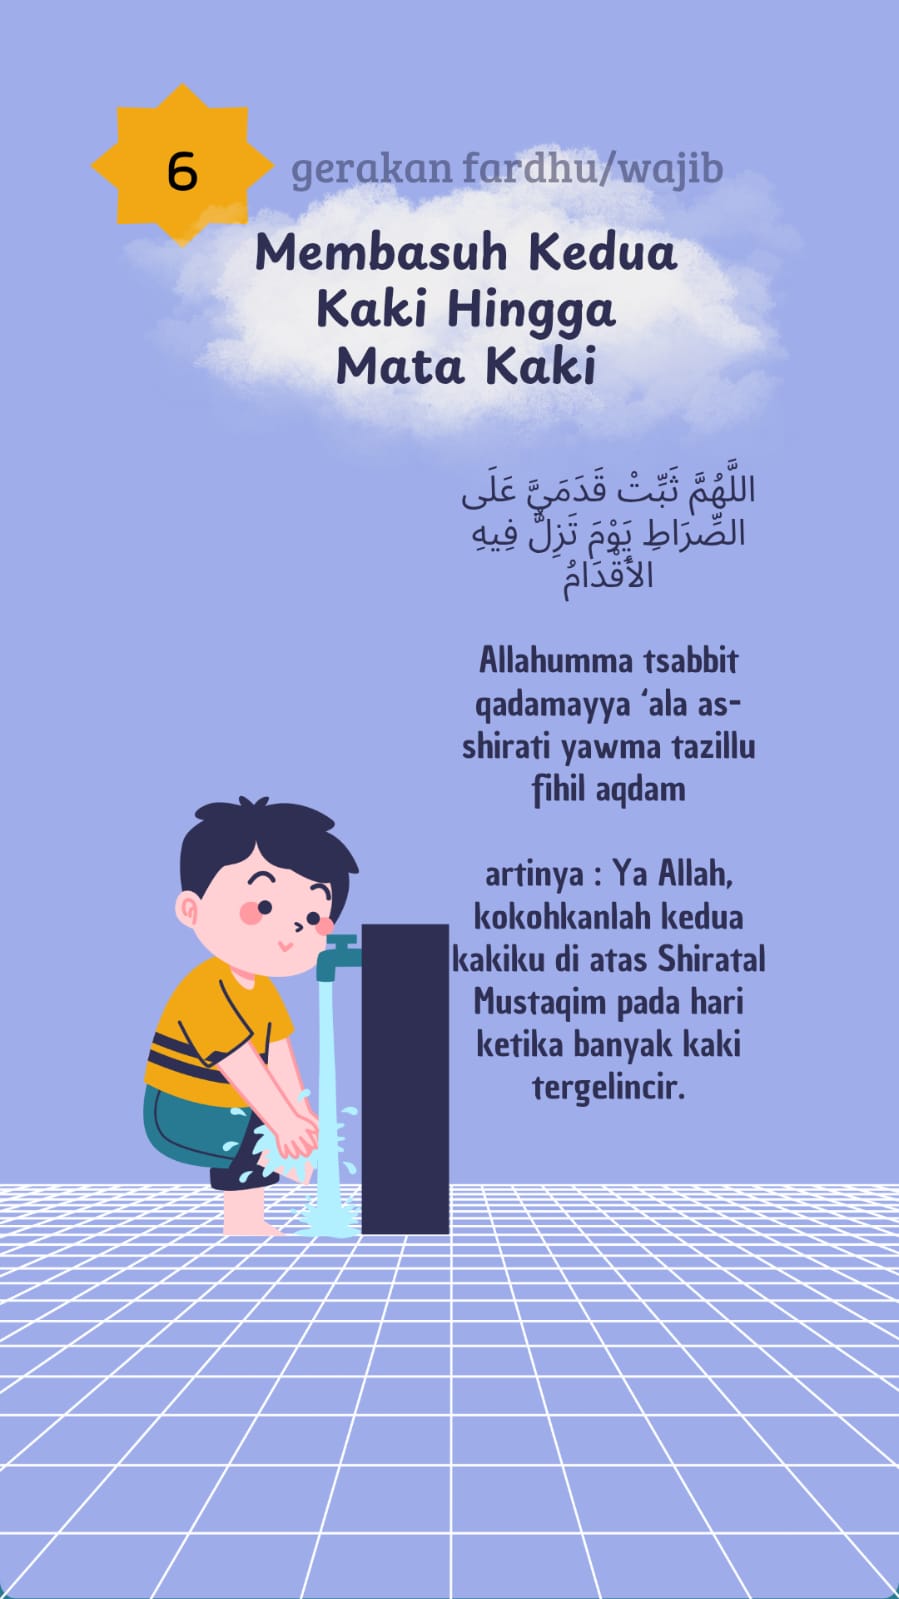 6
gerakan fardhu/wajib
Membasuh Kedua
Kaki Hingga
Mata Kaki
اللَّهُمَّ ثَبِّتْ قَدَمَيَّ عَلَى
الصِّرَاطِ يَوْمَ تَزِلُّ فِيهِ
الأَقْدَامُ
Allahumma tsabbit
qadamayya ‘ala as-
shirati yawma tazillu
fihil aqdam
artinya : Ya Allah,
kokohkanlah kedua
kakiku di atas Shiratal
Mustaqim pada hari
ketika banyak kaki
tergelincir.